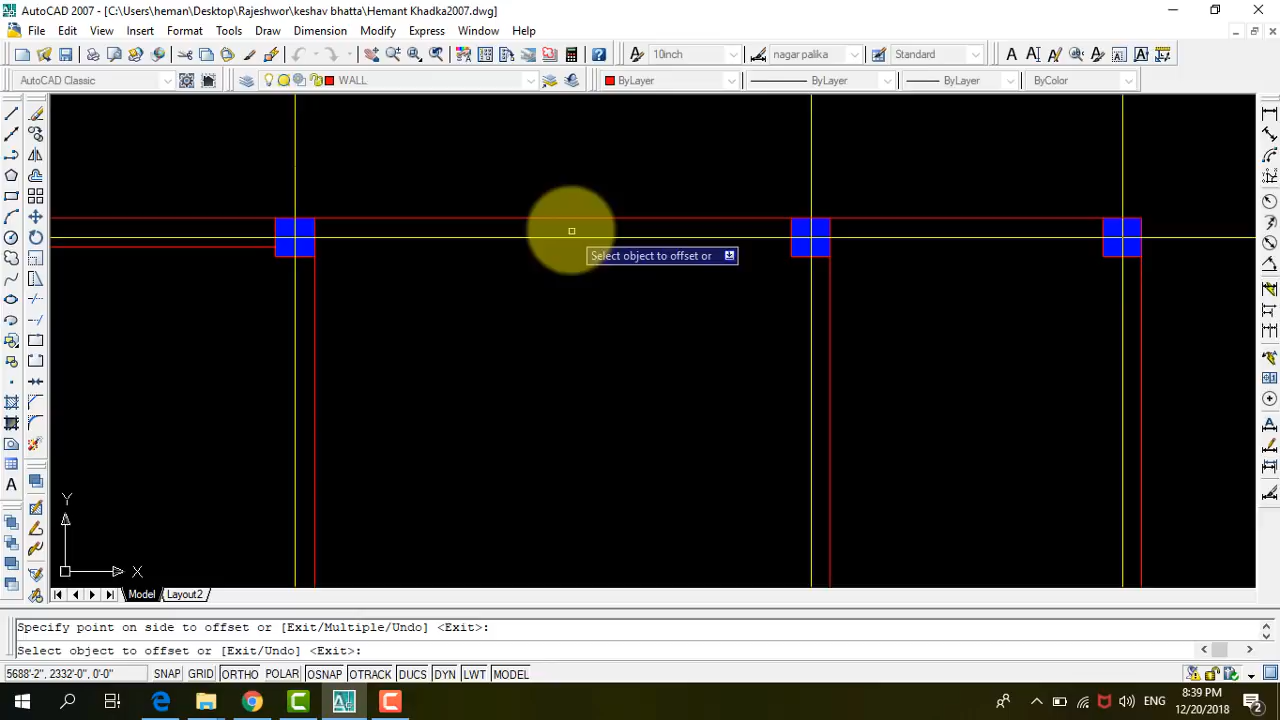 AutoCAD 2007 - [C:\Users\heman\Desktop\Rajeshwor\keshav bhatta\Hemant Khadka2007.dwg]
File Edit View Insert Format Tools Draw Dimension Modify Express Window Help
10inch nagar palika Standard
AutoCAD Classic WALL ByLayer ByLayer ByLayer ByColor
Select object to offset or
Y
X
Model Layout2
Specify point on side to offset or [Exit/Multiple/Undo] <Exit>:
Select object to offset or [Exit/Undo] <Exit>:
5688'-2", 2332'-0", 0'-0" SNAP GRID ORTHO POLAR OSNAP OTRACK DUCS DYN LWT MODEL
ENG
8:39 PM
12/20/2018
2